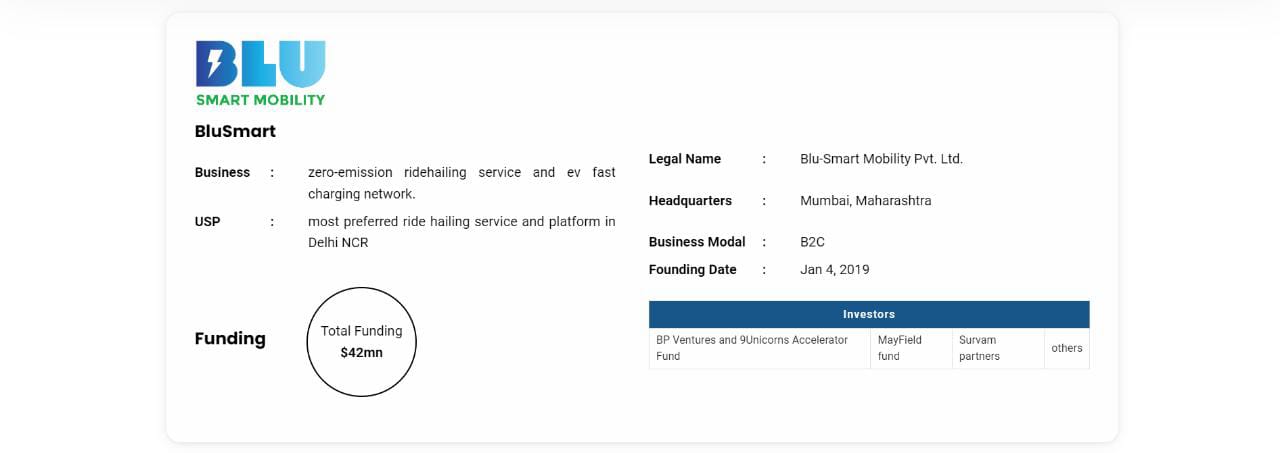 BLU
SMART MOBILITY
BluSmart
Business : zero-emission ridehailing service and ev fast
charging network.
USP : most preferred ride hailing service and platform in
Delhi NCR
Funding
Total Funding
$42mn
Legal Name : Blu-Smart Mobility Pvt. Ltd.
Headquarters : Mumbai, Maharashtra
Business Modal : B2C
Founding Date : Jan 4, 2019
Investors
BP Ventures and 9Unicorns Accelerator
Fund
MayField
fund
Survam
partners
others